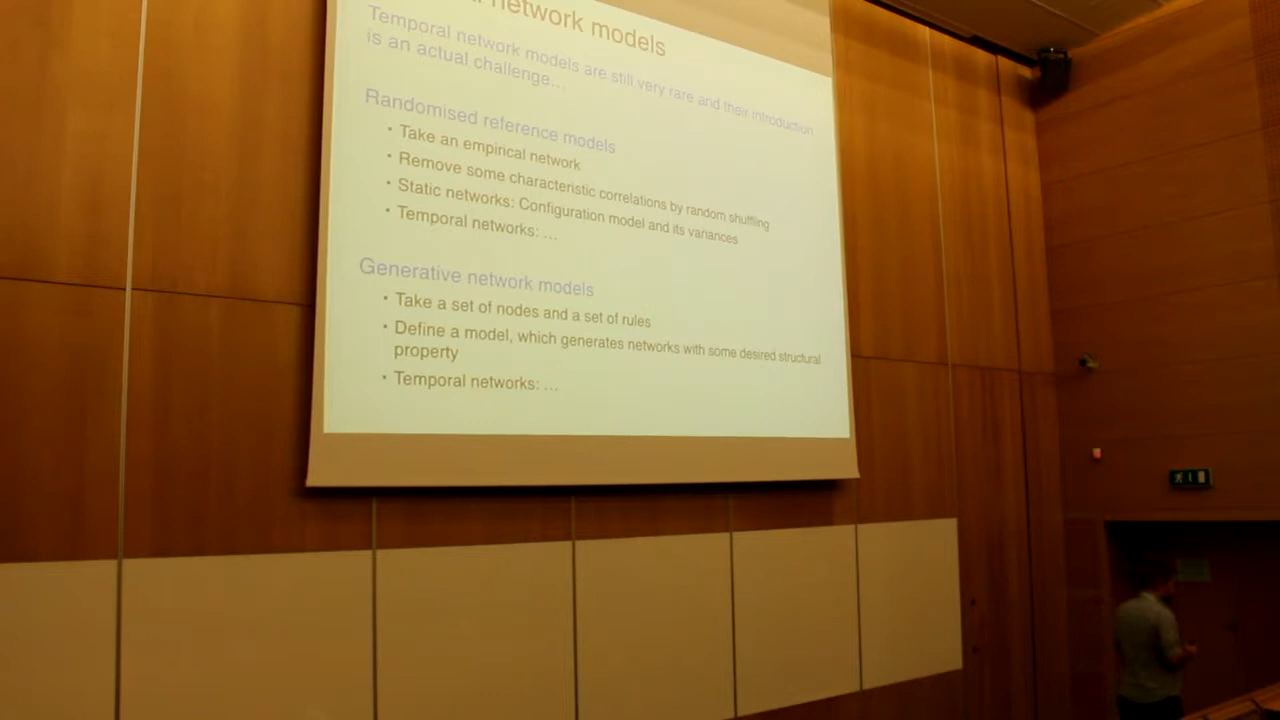 network models
Temporal network models are still very rare and their introduction
is an actual challenge…
Randomised reference models
• Take an empirical network
• Remove some characteristic correlations by random shuffling
• Static networks: Configuration model and its variances
• Temporal networks: …
Generative network models
• Take a set of nodes and a set of rules
• Define a model, which generates networks with some desired structural
property
• Temporal networks: …